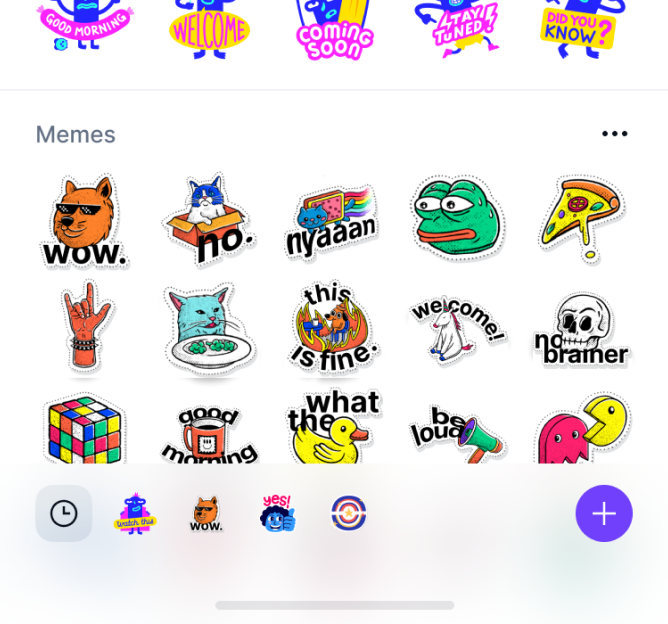 GOOD MORNING
WELCOME
coming
soon
STAY
TUNED!
DID YOU
KNOW?
Memes
wow.
no.
nyaaan
this
is fine.
welcome!
no
brainer
good
morning
what
the
be
loud
watch this
wow.
yes!